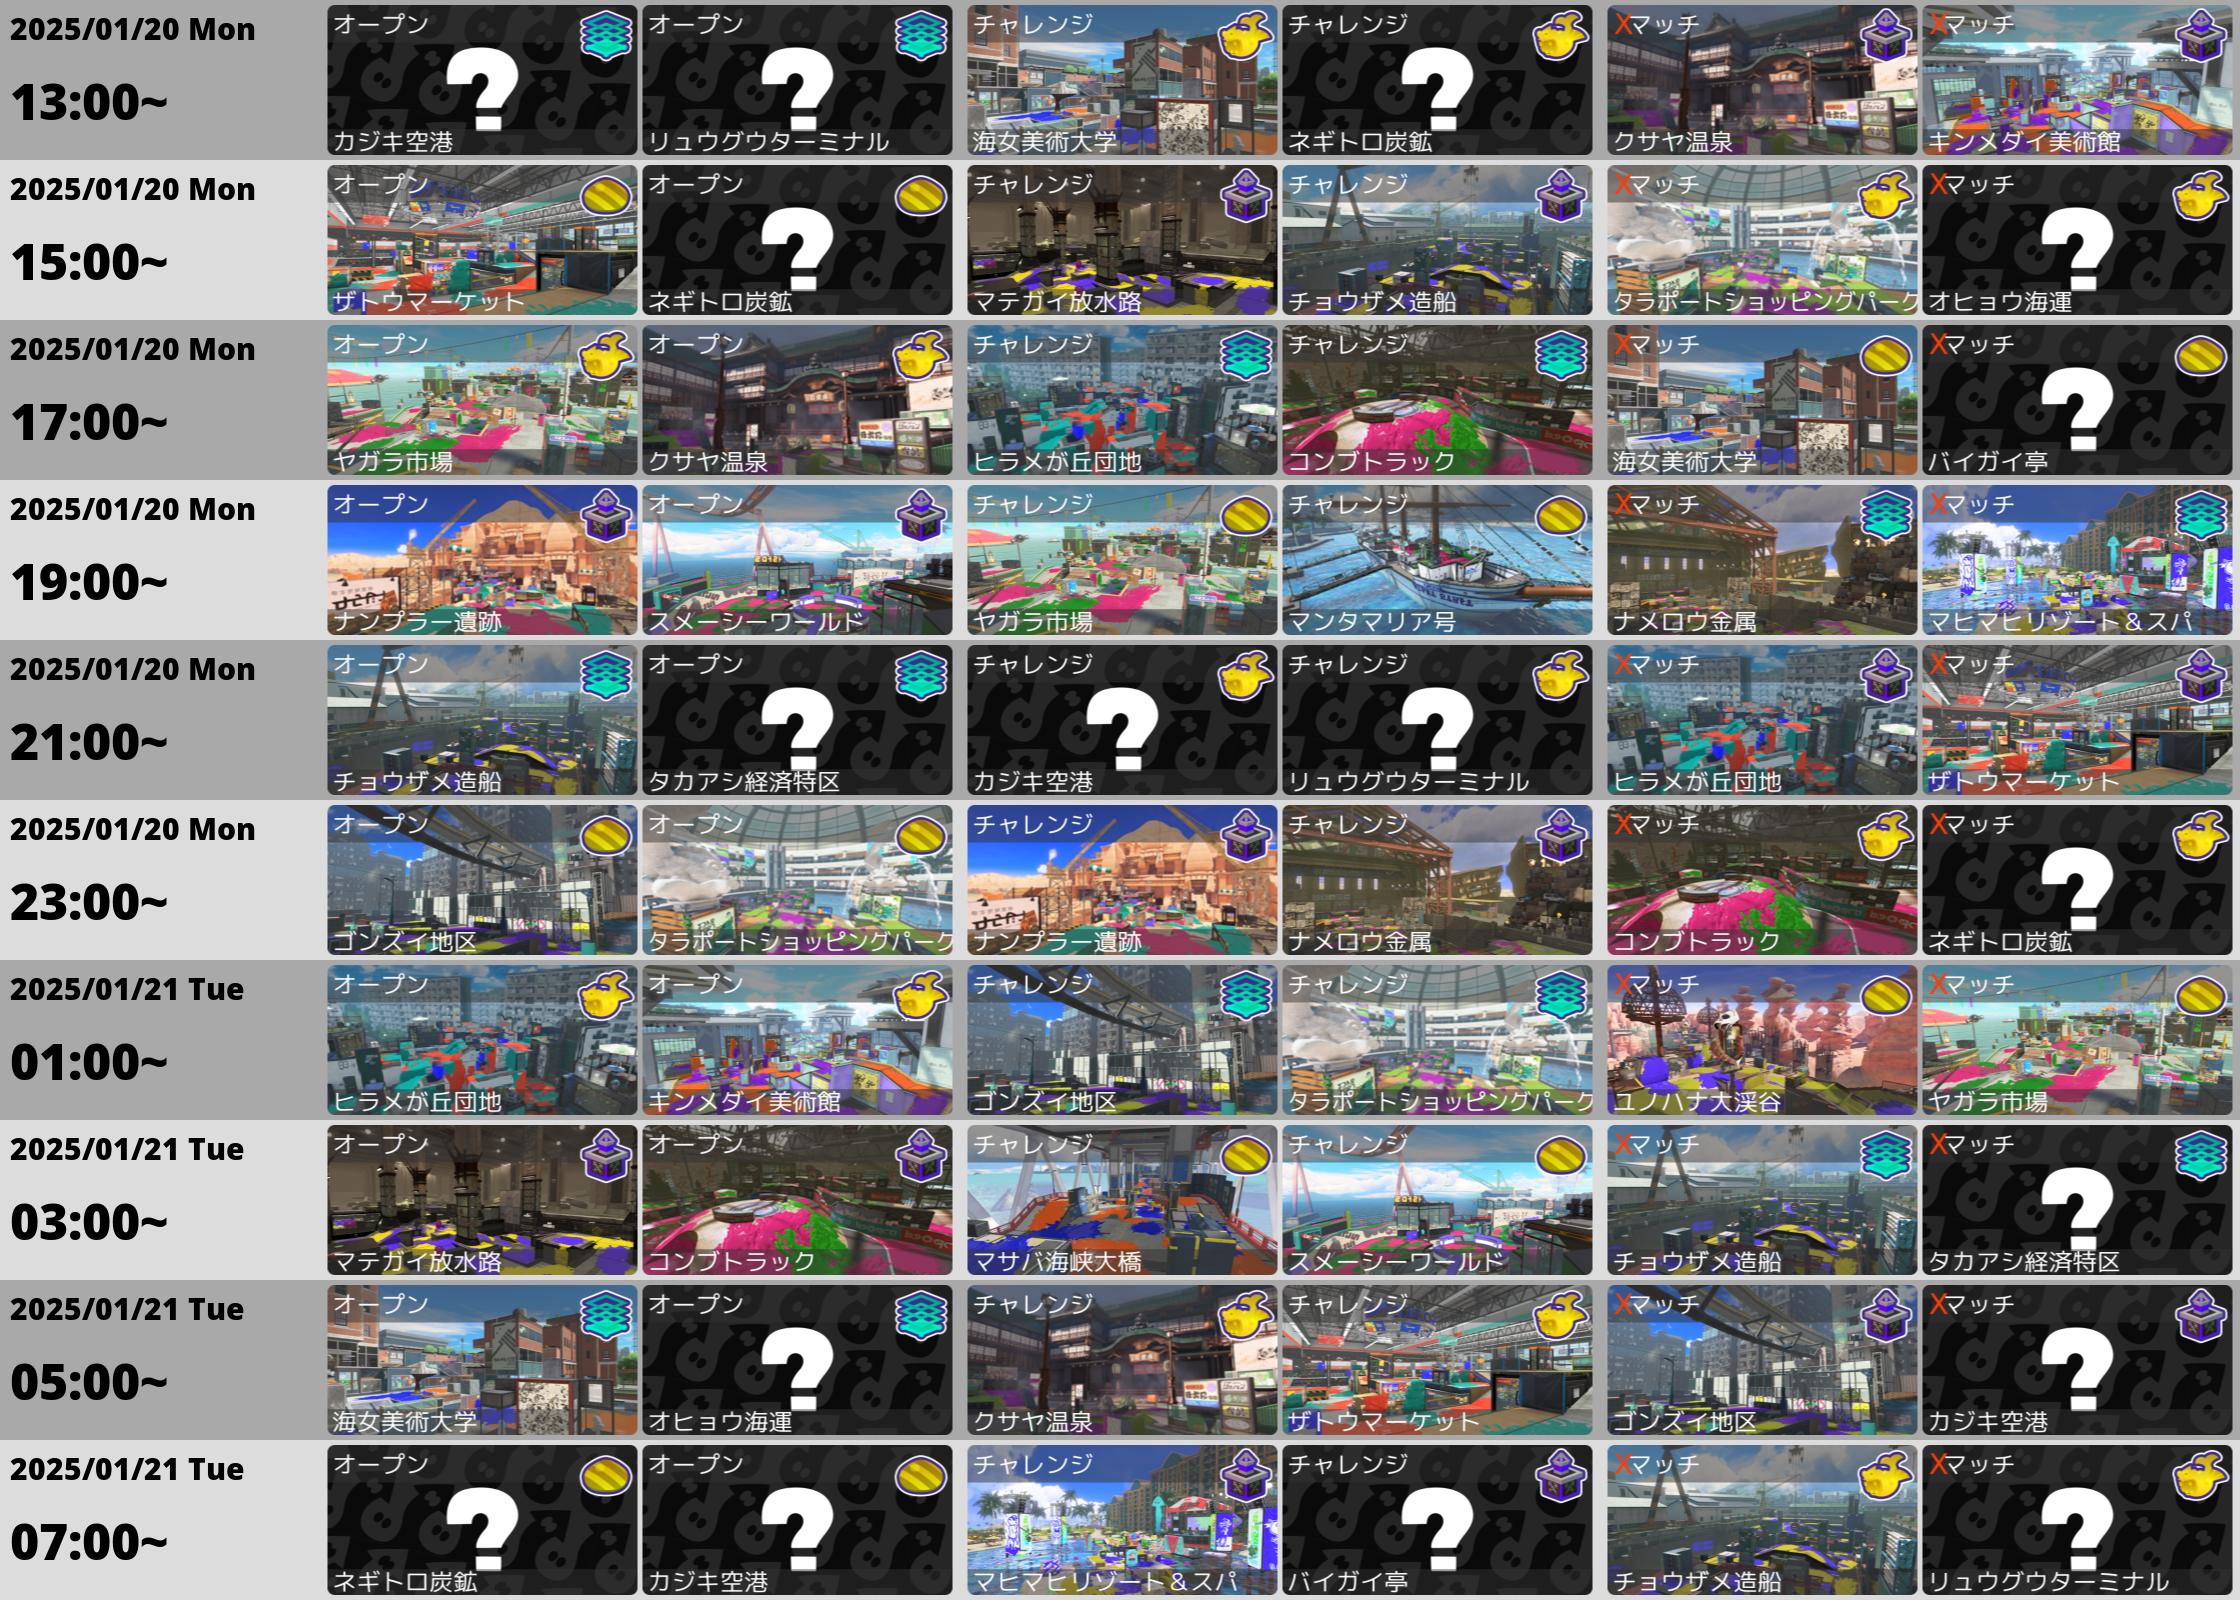 2025/01/20 Mon
13:00~
オープン
カジキ空港
オープン
リュウグウターミナル
チャレンジ
海女美術大学
チャレンジ
ネギトロ炭鉱
Xマッチ
クサヤ温泉
Xマッチ
キンメダイ美術館
2025/01/20 Mon
15:00~
オープン
ザトウマーケット
オープン
ネギトロ炭鉱
チャレンジ
マテガイ放水路
チャレンジ
チョウザメ造船
Xマッチ
タラポートショッピングパーク
Xマッチ
オヒョウ海運
2025/01/20 Mon
17:00~
オープン
ヤガラ市場
オープン
クサヤ温泉
チャレンジ
ヒラメが丘団地
チャレンジ
コンブトラック
Xマッチ
海女美術大学
Xマッチ
バイガイ亭
2025/01/20 Mon
19:00~
オープン
ナンプラー遺跡
オープン
スメーシーワールド
チャレンジ
ヤガラ市場
チャレンジ
マンタマリア号
Xマッチ
ナメロウ金属
Xマッチ
マヒマヒリゾート＆スパ
2025/01/20 Mon
21:00~
オープン
チョウザメ造船
オープン
タカアシ経済特区
チャレンジ
カジキ空港
チャレンジ
リュウグウターミナル
Xマッチ
ヒラメが丘団地
Xマッチ
ザトウマーケット
2025/01/20 Mon
23:00~
オープン
ゴンズイ地区
オープン
タラポートショッピングパーク
チャレンジ
ナンプラー遺跡
チャレンジ
ナメロウ金属
Xマッチ
コンブトラック
Xマッチ
ネギトロ炭鉱
2025/01/21 Tue
01:00~
オープン
ヒラメが丘団地
オープン
キンメダイ美術館
チャレンジ
ゴンズイ地区
チャレンジ
タラポートショッピングパーク
Xマッチ
ユノハナ大渓谷
Xマッチ
ヤガラ市場
2025/01/21 Tue
03:00~
オープン
マテガイ放水路
オープン
コンブトラック
チャレンジ
マサバ海峡大橋
チャレンジ
スメーシーワールド
Xマッチ
チョウザメ造船
Xマッチ
タカアシ経済特区
2025/01/21 Tue
05:00~
オープン
海女美術大学
オープン
オヒョウ海運
チャレンジ
クサヤ温泉
チャレンジ
ザトウマーケット
Xマッチ
ゴンズイ地区
Xマッチ
カジキ空港
2025/01/21 Tue
07:00~
オープン
ネギトロ炭鉱
オープン
カジキ空港
チャレンジ
マヒマヒリゾート＆スパ
チャレンジ
バイガイ亭
Xマッチ
チョウザメ造船
Xマッチ
リュウグウターミナル